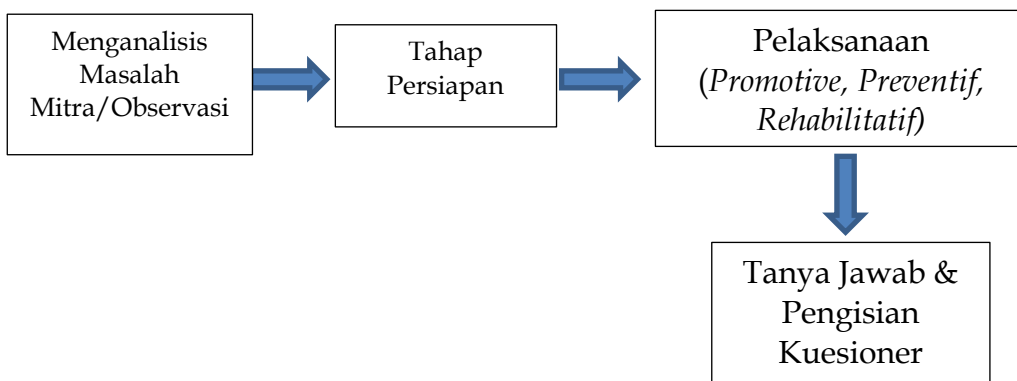 Menganalisis
Masalah
Mitra/Observasi
Tahap
Persiapan
Pelaksanaan
(Promotive, Preventif,
Rehabilitatif)
Tanya Jawab &
Pengisian
Kuesioner